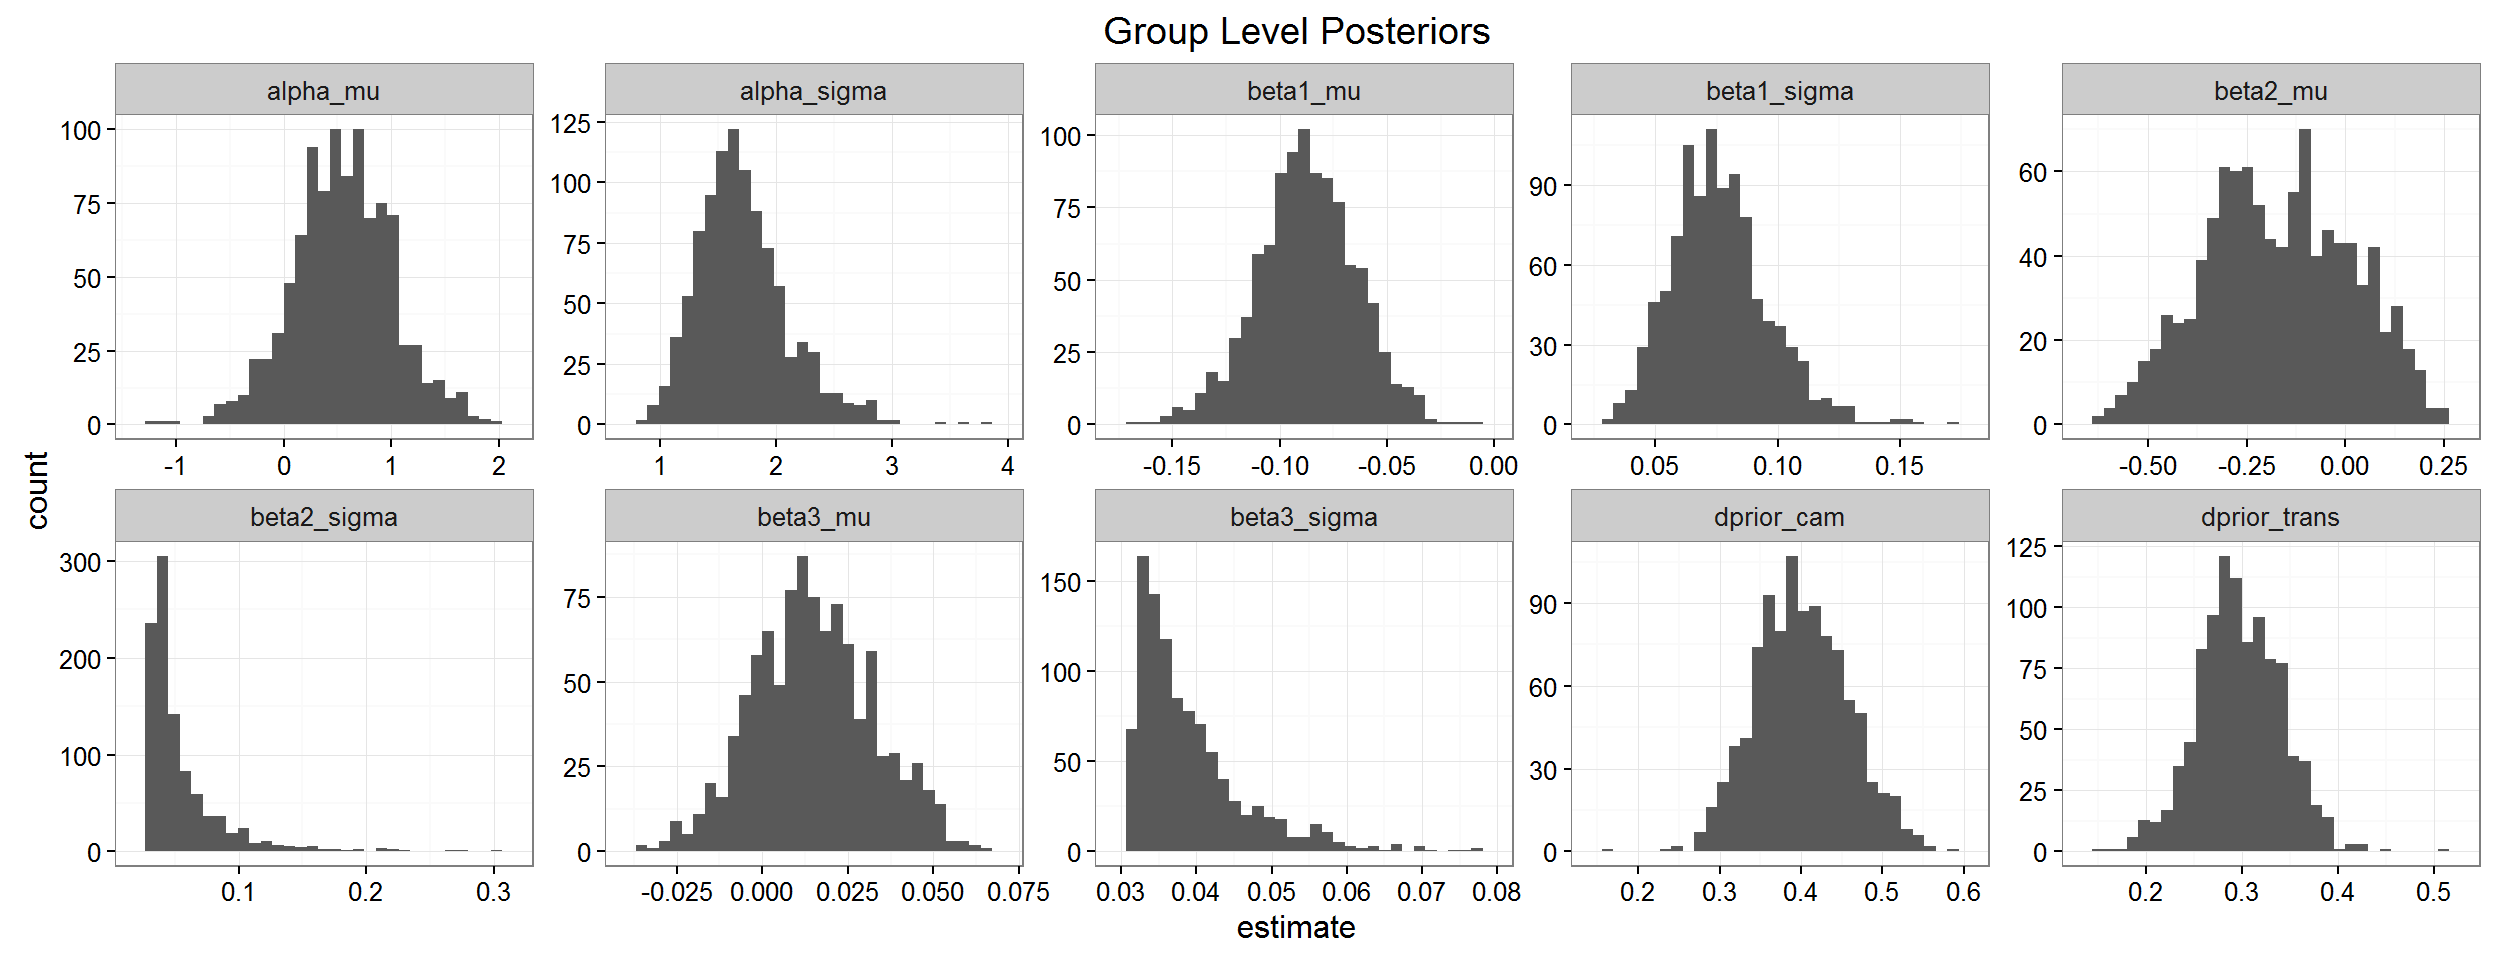 Group Level Posteriors
alpha_mu alpha_sigma beta1_mu beta1_sigma beta2_mu
100 75 50 25 0
125 100 75 50 25 0
100 75 50 25 0
90 60 30 0
60 40 20 0
-1 0 1 2
1 2 3 4
-0.15 -0.10 -0.05 0.00
0.05 0.10 0.15
-0.50 -0.25 0.00 0.25
count
beta2_sigma beta3_mu beta3_sigma dprior_cam dprior_trans
300 200 100 0
75 50 25 0
150 100 50 0
90 60 30 0
125 100 75 50 25 0
0.1 0.2 0.3
-0.025 0.000 0.025 0.050 0.075
0.03 0.04 0.05 0.06 0.07 0.08
0.2 0.3 0.4 0.5 0.6
0.2 0.3 0.4 0.5
estimate